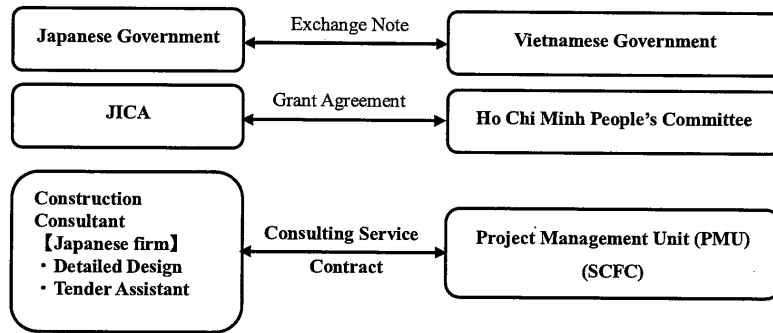 Japanese Government
Exchange Note
Vietnamese Government
JICA
Grant Agreement
Ho Chi Minh People's Committee
Construction
Consultant
【Japanese firm】
・Detailed Design
・Tender Assistant
Consulting Service
Contract
Project Management Unit (PMU)
(SCFC)